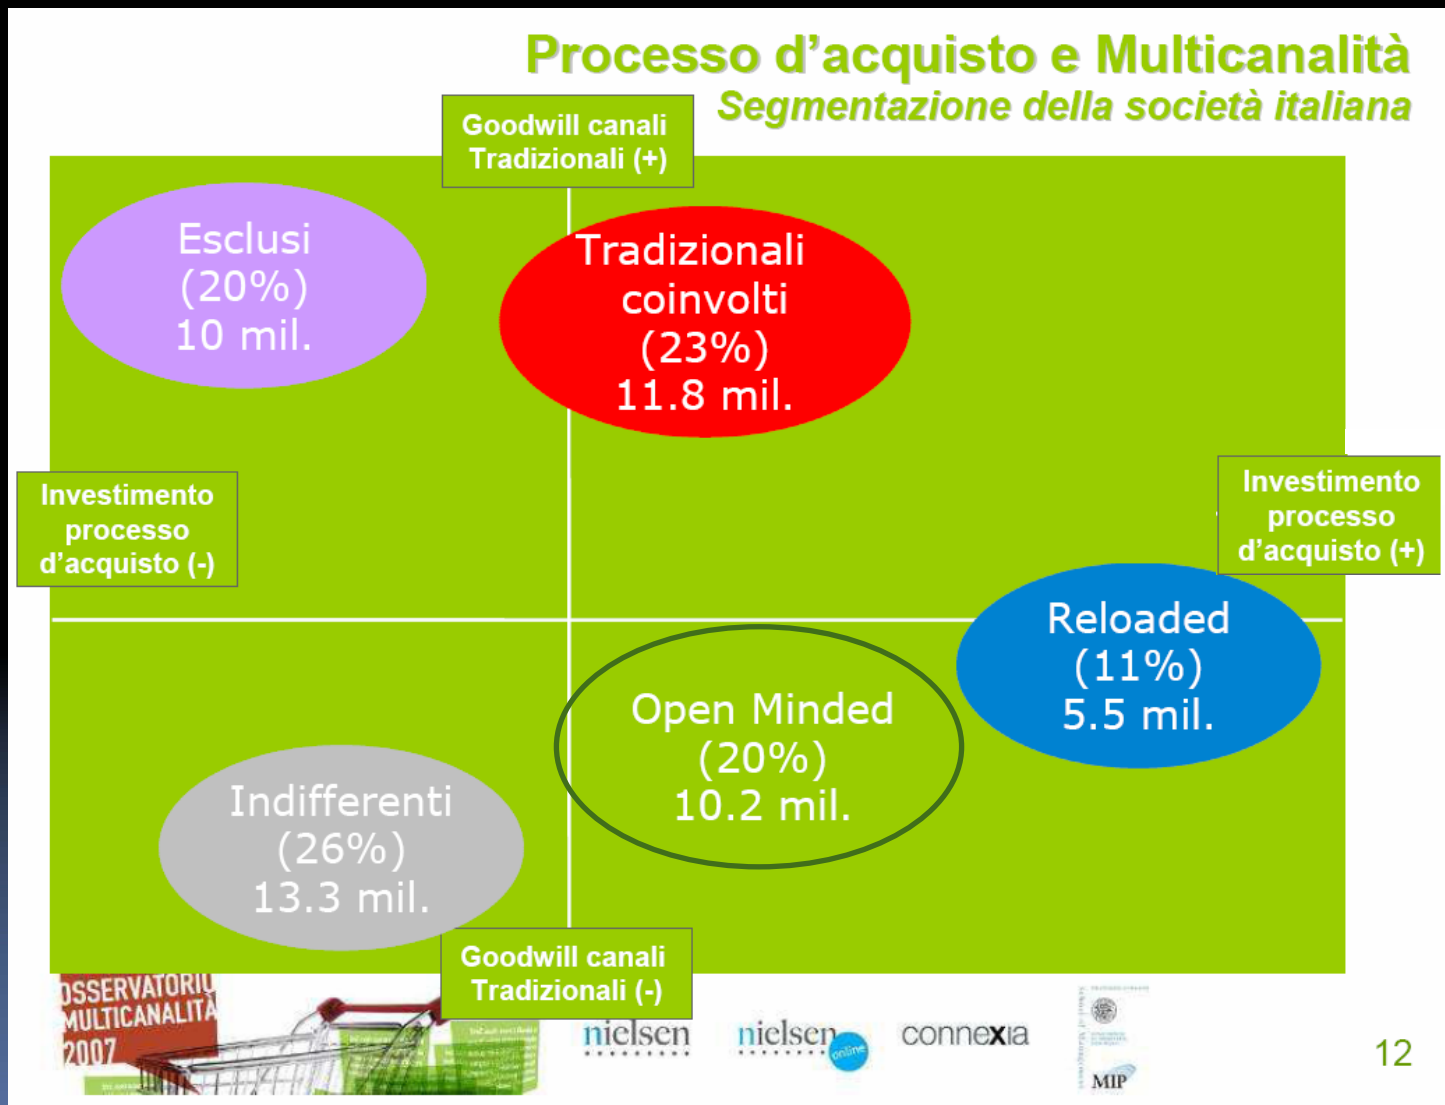 Processo d'acquisto e Multicanalità
Segmentazione della società italiana
Goodwill canali
Tradizionali (+)
Esclusi
(20%)
10 mil.
Tradizionali
coinvolti
(23%)
11.8 mil.
Investimento
processo
d'acquisto (-)
Investimento
processo
d'acquisto (+)
Reloaded
(11%)
5.5 mil.
Open Minded
(20%)
10.2 mil.
Indifferenti
(26%)
13.3 mil.
Goodwill canali
Tradizionali (-)
OSSERVATORIO
MULTICANALITÀ
2007
nielsen
nielsen
online
connexia
MIP
12